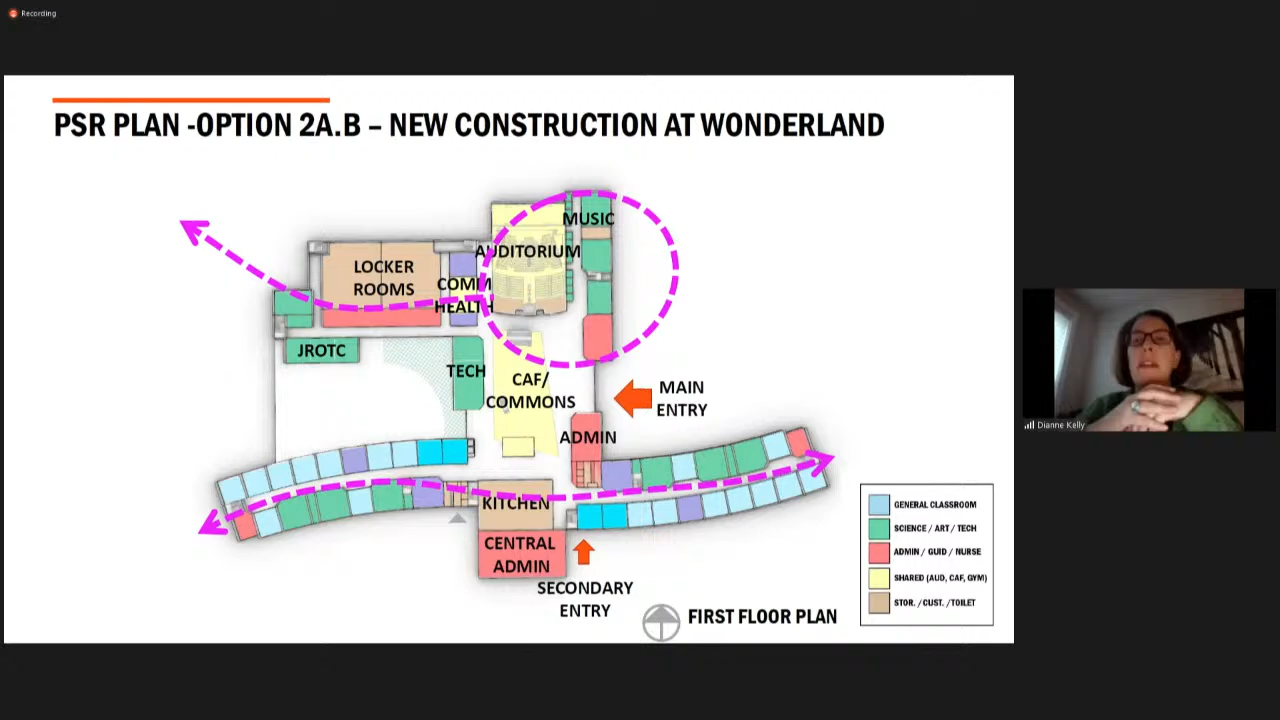 Recording
PSR PLAN -OPTION 2A.B – NEW CONSTRUCTION AT WONDERLAND
MUSIC
AUDITORIUM
LOCKER
ROOMS
COMM
HEALTH
JROTC
TECH
CAF/
COMMONS
MAIN
ENTRY
ADMIN
KITCHEN
CENTRAL
ADMIN
SECONDARY
ENTRY
FIRST FLOOR PLAN
GENERAL CLASSROOM
SCIENCE / ART / TECH
ADMIN / GUID / NURSE
SHARED (AUD, CAF, GYM)
STOR. / CUST. / TOILET
Dianne Kelly